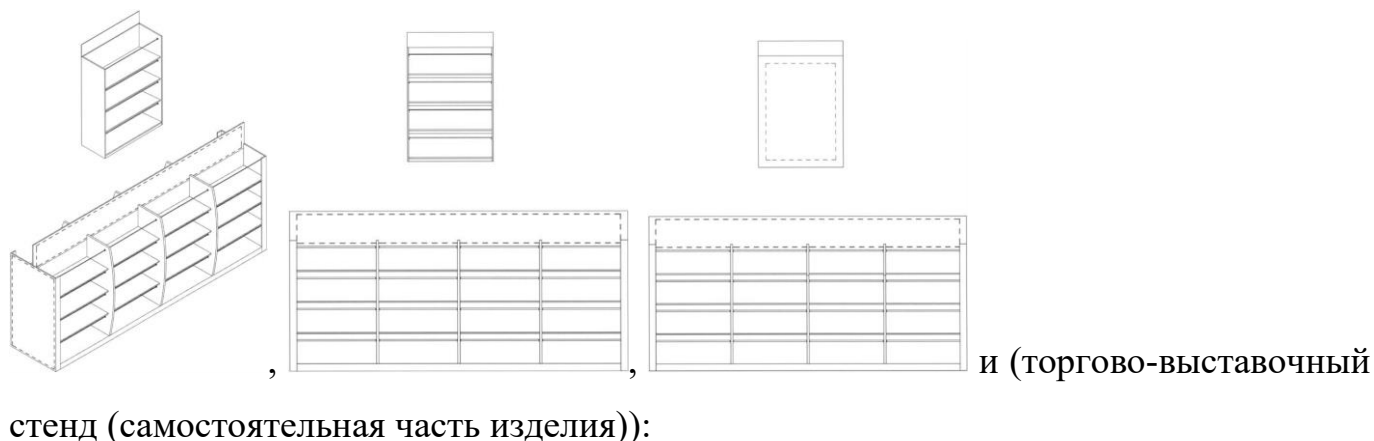 , , и (торгово-выставочный
стенд (самостоятельная часть изделия)):